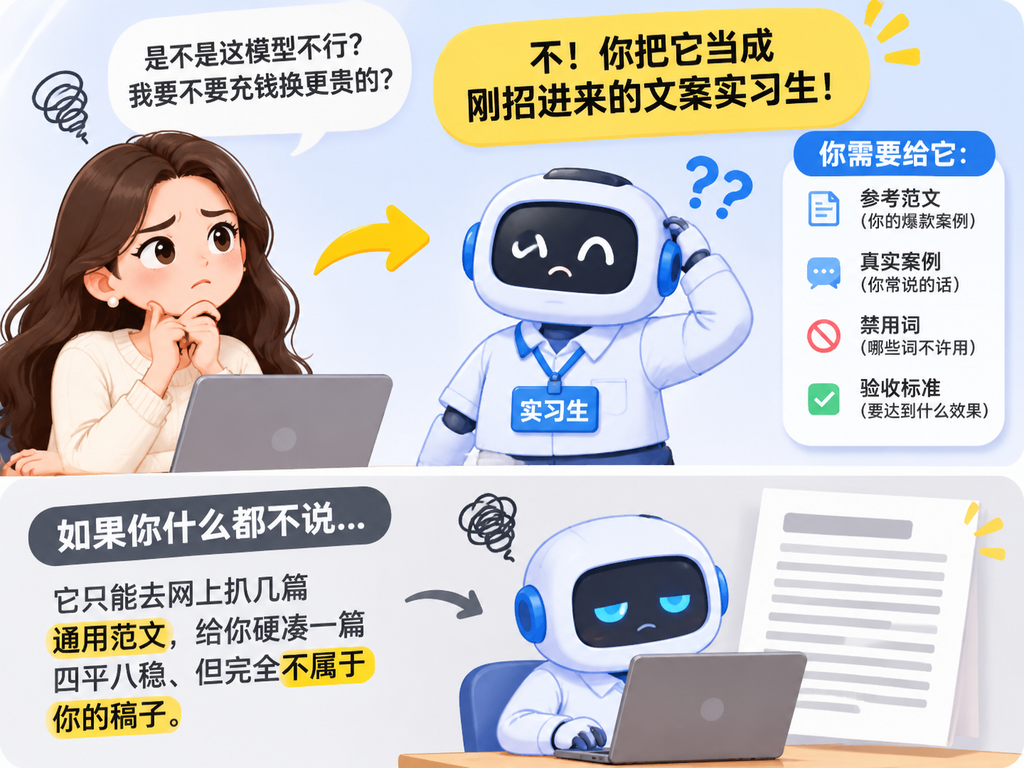 是不是这模型不行？
我要不要充钱换更贵的？
不！你把它当成
刚招进来的文案实习生！
??
你需要给它：
参考范文
（你的爆款案例）
真实案例
（你常说的话）
禁用词
（哪些词不许用）
验收标准
（要达到什么效果）
实习生
如果你什么都不说...
它只能去网上扒几篇
通用范文，给你硬凑一篇
四平八稳、但完全不属于
你的稿子。